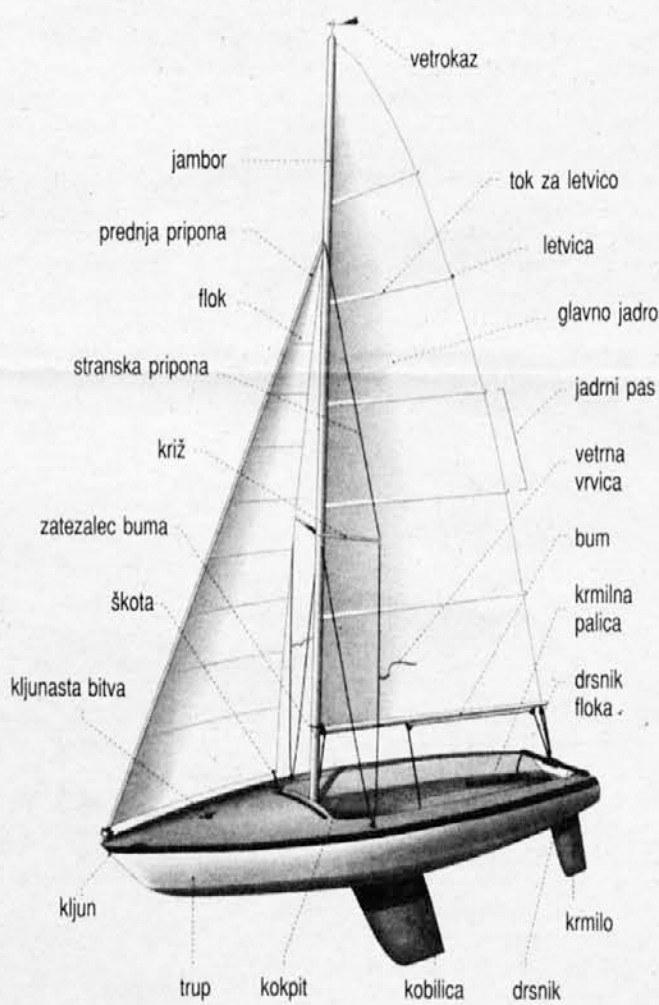 vetrokaz
jambor
tok za letvico
prednja pripona
letvica
flok
glavno jadro
stranska pripona
jadrni pas
križ
vetrna
vrvica
zatezalec buma
bum
škota
krmilna
palica
kljunasta bitva
drsnik
floka
kljun
krmilo
trup
kokpit
kobilica
drsnik